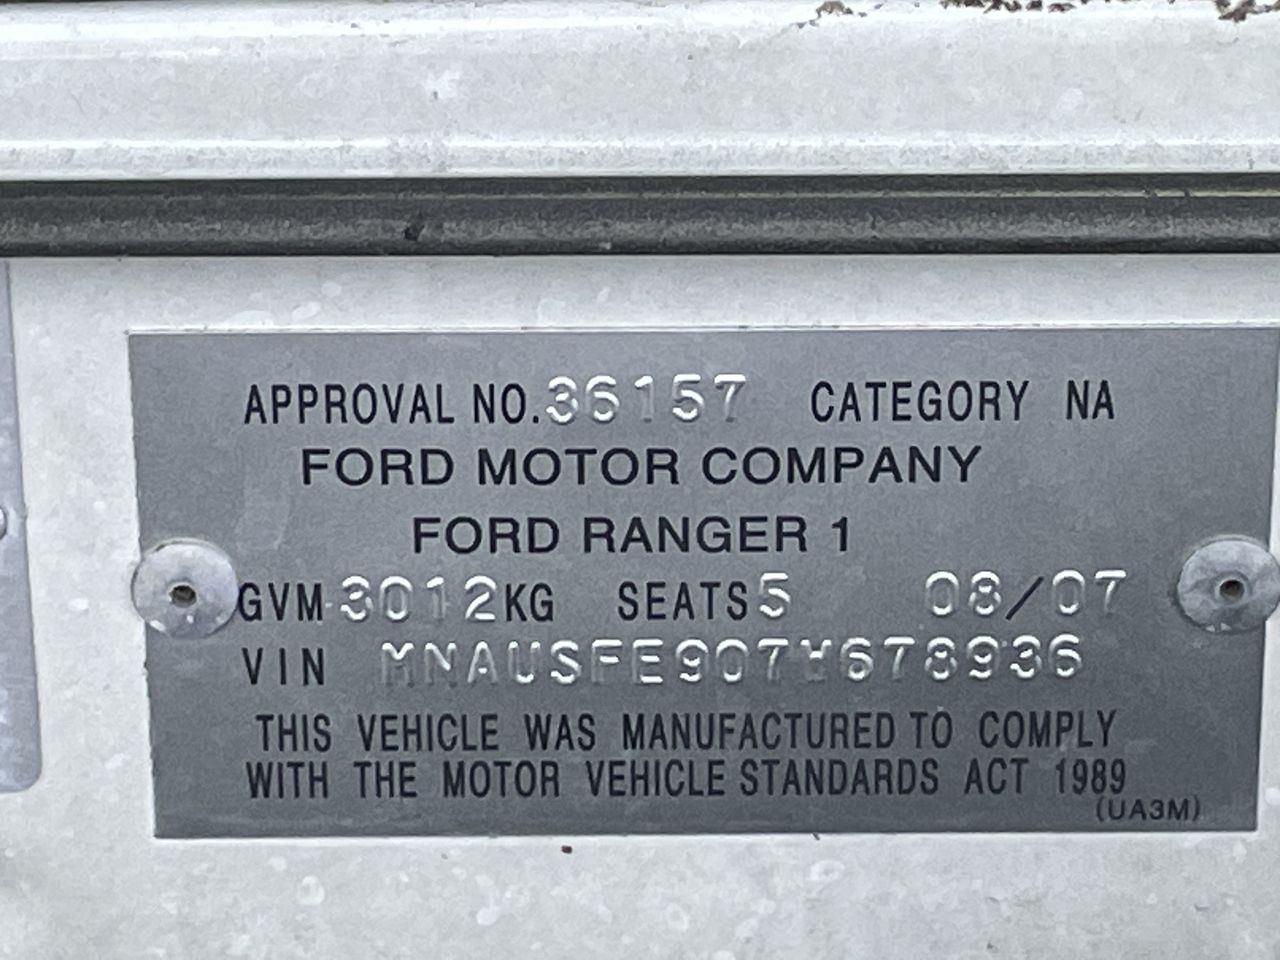 APPROVAL NO. 36157 CATEGORY NA
FORD MOTOR COMPANY
FORD RANGER 1
GVM 3012KG SEATS 5 08/07
VIN MNAUSFE907W678936
THIS VEHICLE WAS MANUFACTURED TO COMPLY
WITH THE MOTOR VEHICLE STANDARDS ACT 1989
(UA3M)